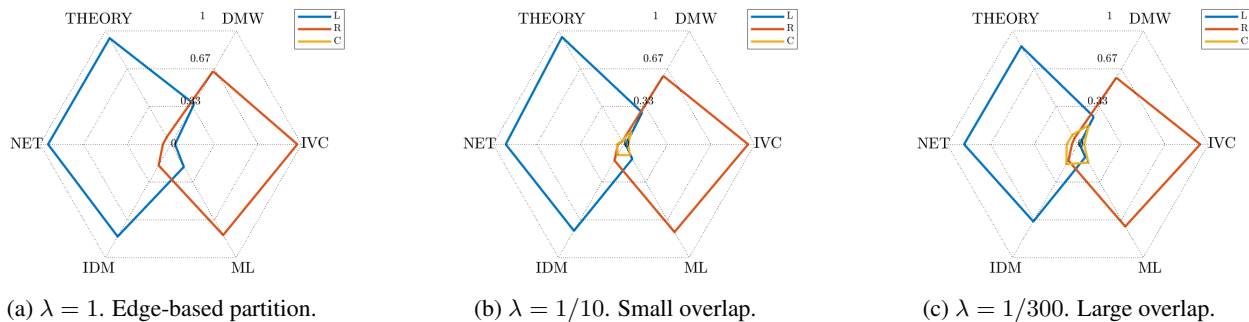 THEORY 1 DMW
L
R
C
0.67
0.33
NET 0 IVC
IDM ML
(a) λ = 1. Edge-based partition.
THEORY 1 DMW
L
R
C
0.67
0.33
NET 0 IVC
IDM ML
(b) λ = 1/10. Small overlap.
THEORY 1 DMW
L
R
C
0.67
0.33
NET 0 IVC
IDM ML
(c) λ = 1/300. Large overlap.